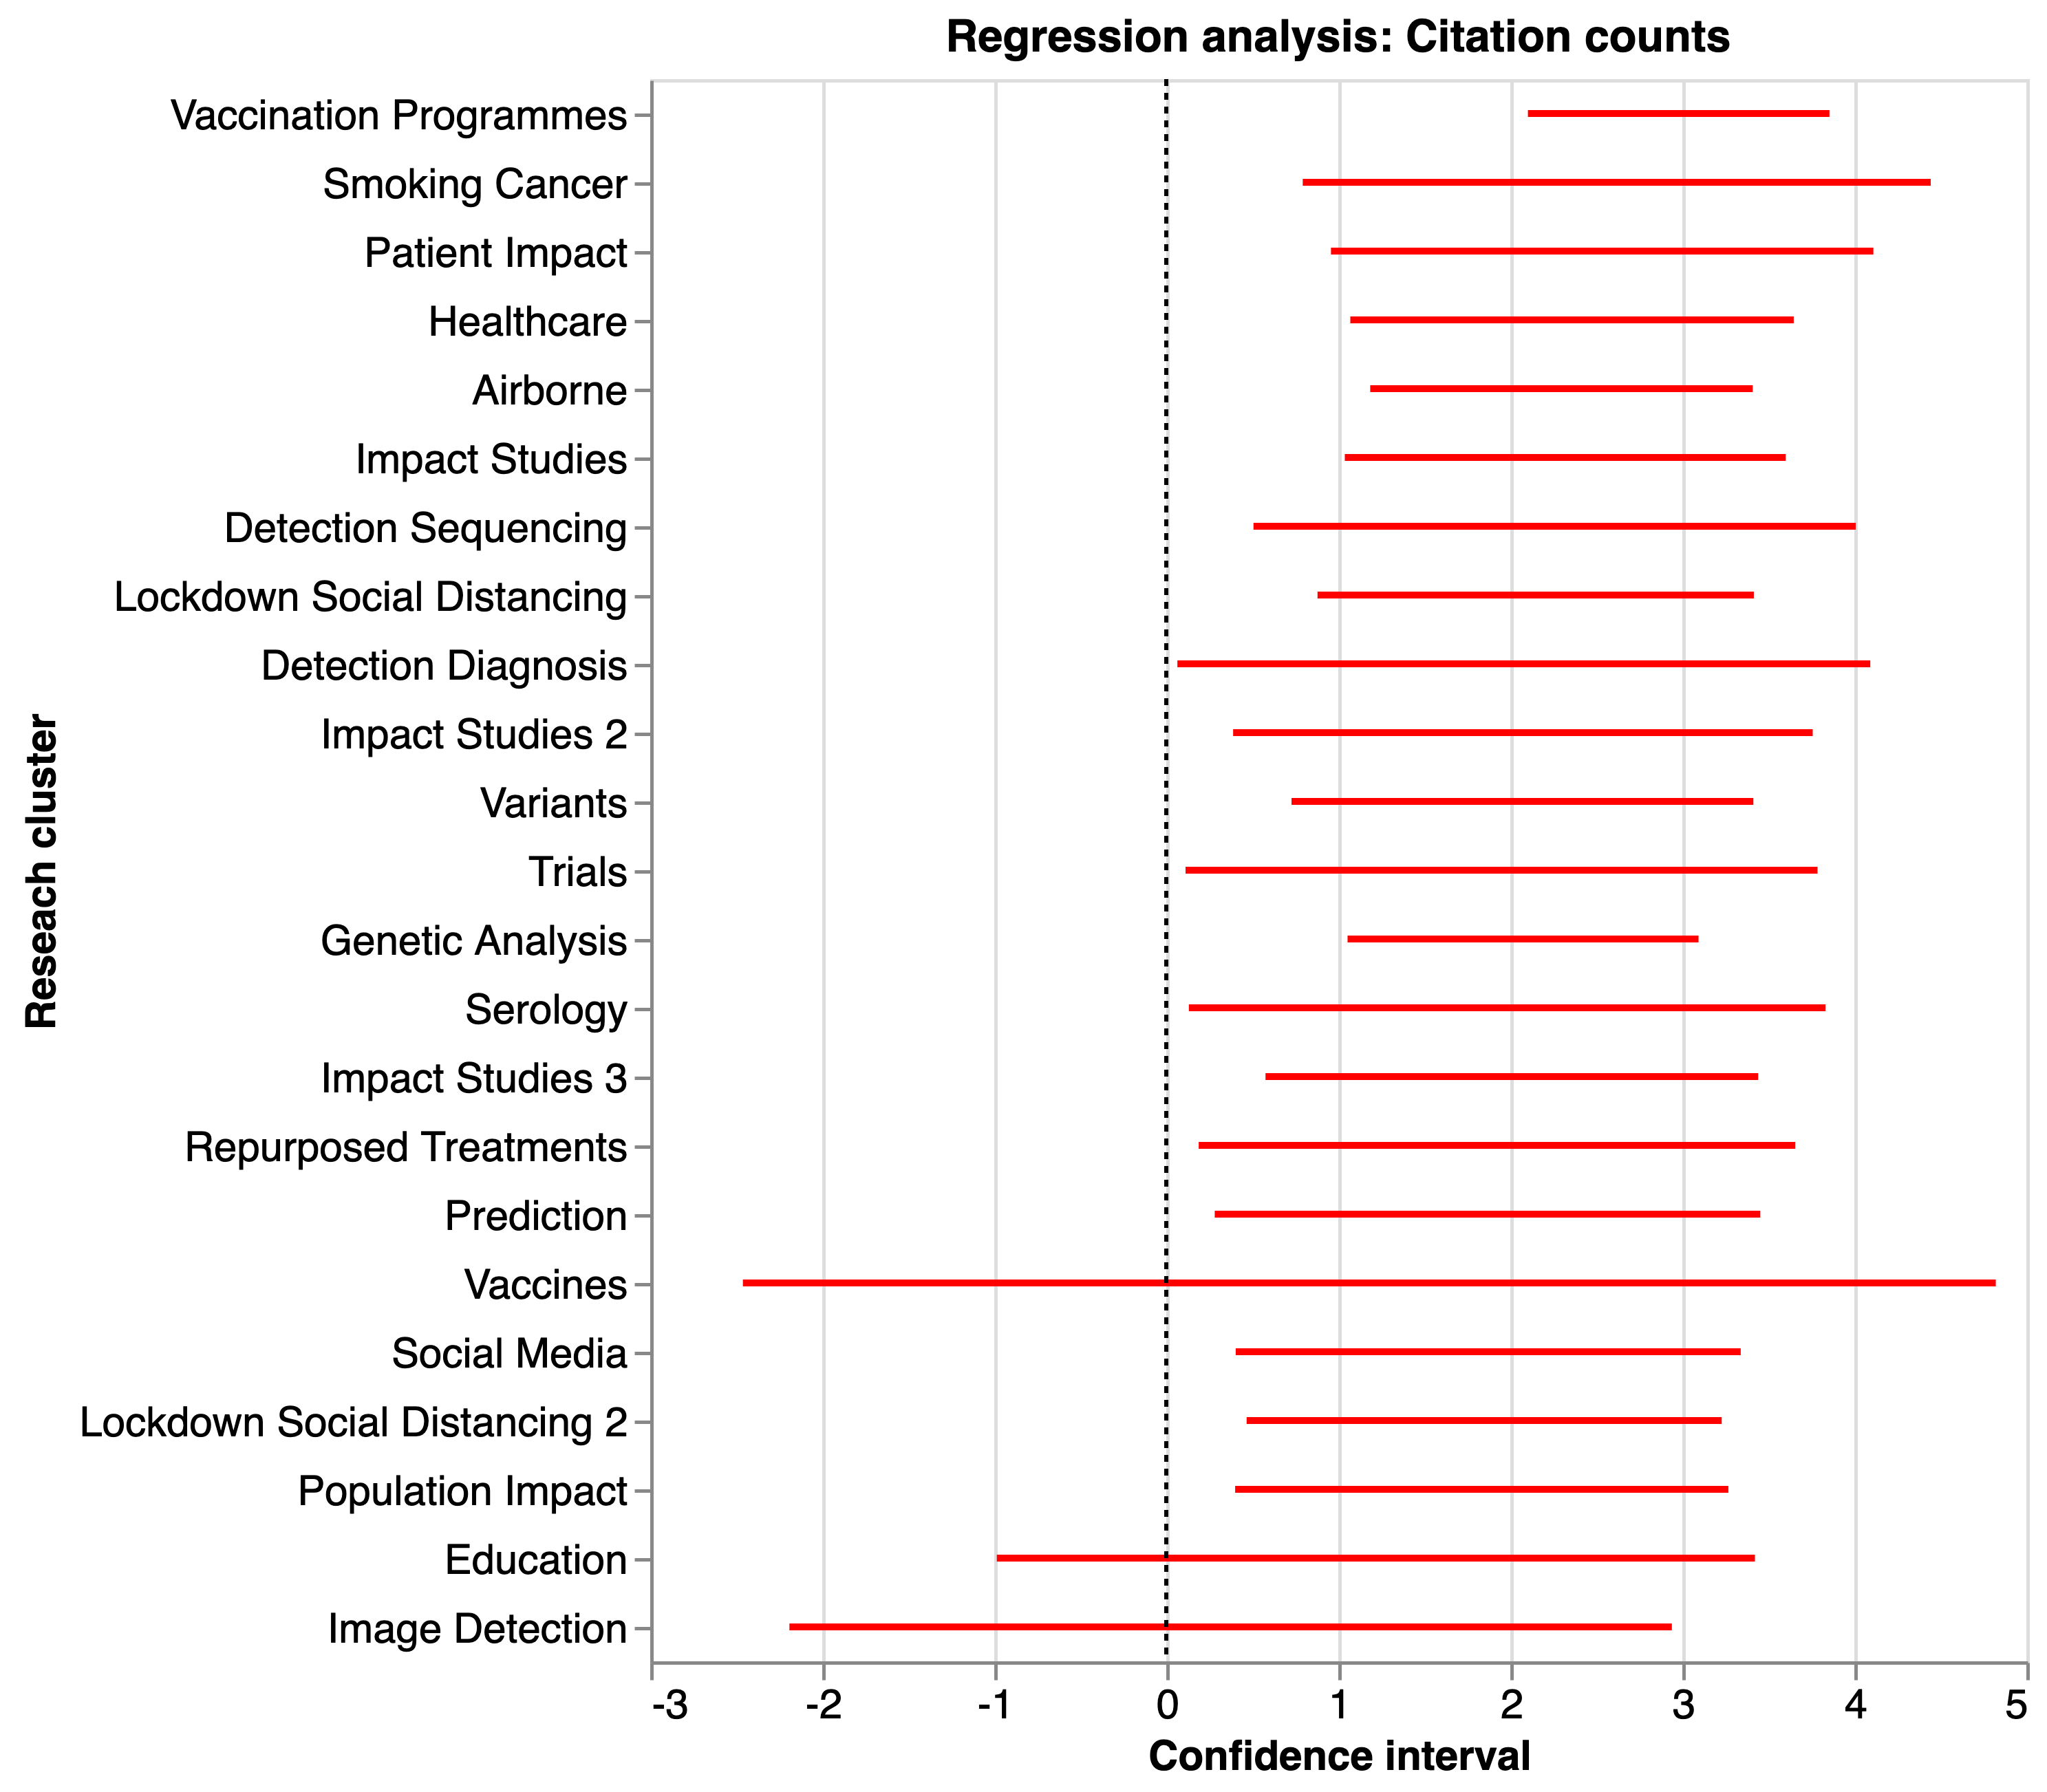 Regression analysis: Citation counts
Vaccination Programmes
Smoking Cancer
Patient Impact
Healthcare
Airborne
Impact Studies
Detection Sequencing
Lockdown Social Distancing
Detection Diagnosis
Impact Studies 2
Variants
Trials
Genetic Analysis
Serology
Impact Studies 3
Repurposed Treatments
Prediction
Vaccines
Social Media
Lockdown Social Distancing 2
Population Impact
Education
Image Detection
Reseach cluster
-3 -2 -1 0 1 2 3 4 5
Confidence interval